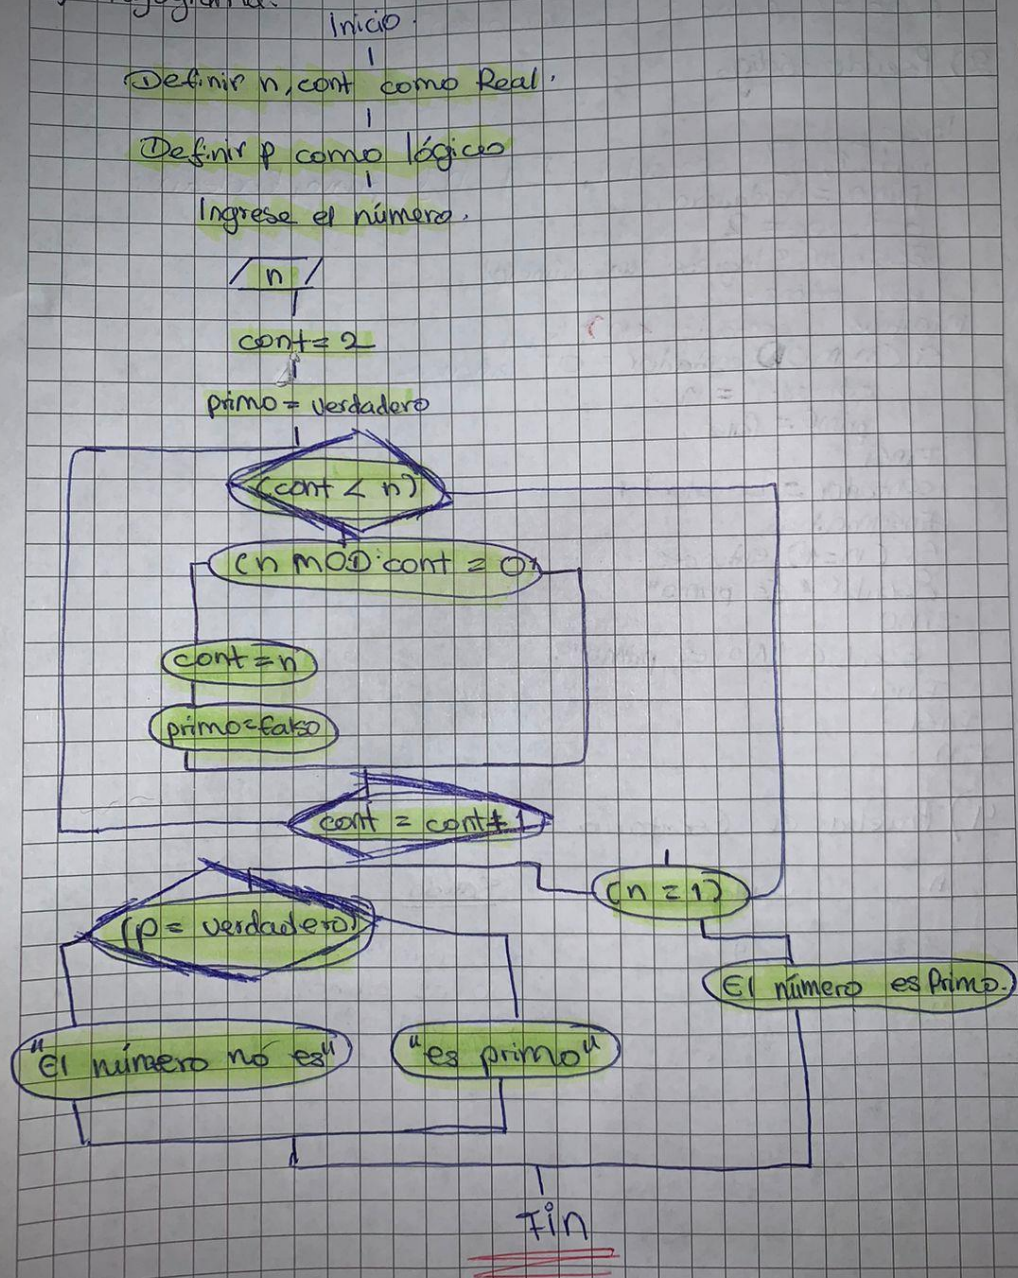 Inicio.
Definir n, cont como Real.
Definir p como lógico
Ingrese el número.
n
cont = 2
primo = verdadero
(cont < n)
(n MOD cont = 0)
cont = n
primo = falso
cont = cont + 1
(n = 1)
(p = verdadero)
El número es Primo.
"El número no es"
"es primo"
Fin